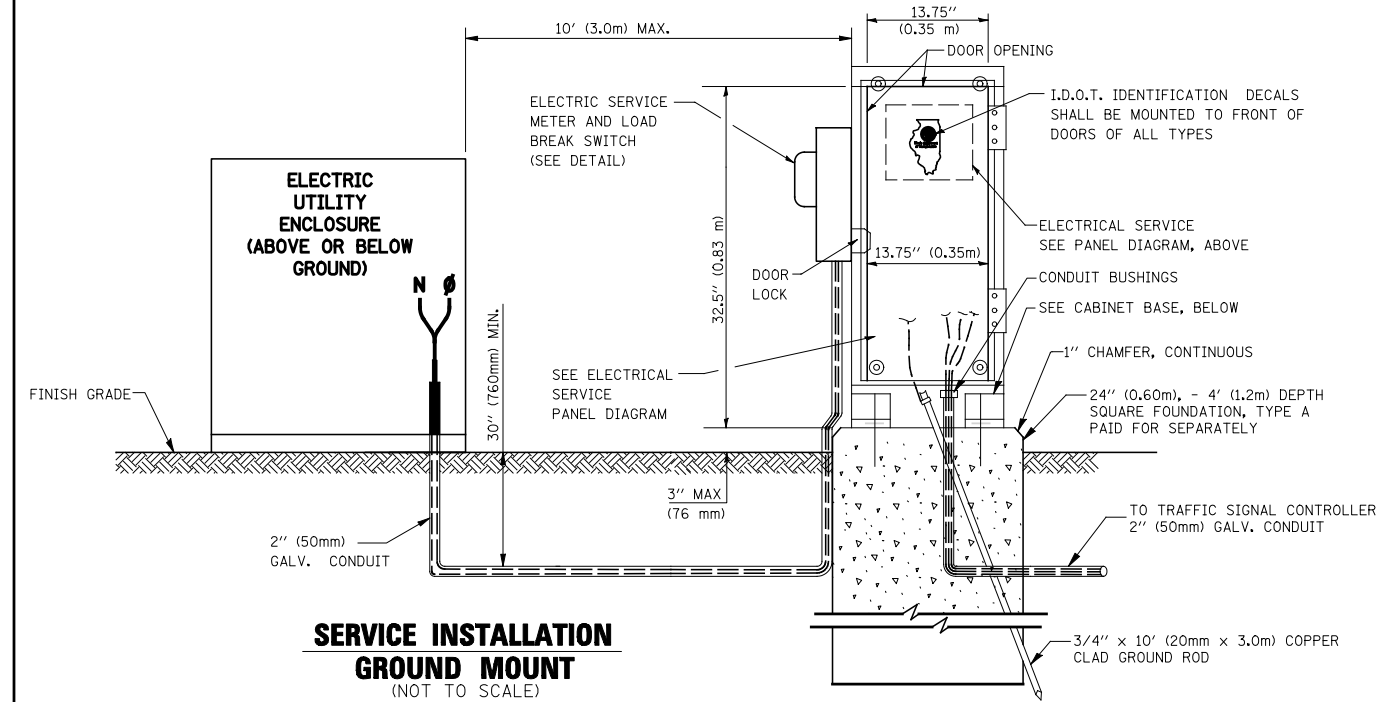 13.75" (0.35 m)
10' (3.0m) MAX.
DOOR OPENING
ELECTRIC SERVICE
METER AND LOAD
BREAK SWITCH
(SEE DETAIL)
I.D.O.T. IDENTIFICATION DECALS
SHALL BE MOUNTED TO FRONT OF
DOORS OF ALL TYPES
ELECTRIC
UTILITY
ENCLOSURE
(ABOVE OR BELOW
GROUND)
N Ø
32.5" (0.83 m)
DOOR
LOCK
13.75" (0.35m)
ELECTRICAL SERVICE
SEE PANEL DIAGRAM, ABOVE
CONDUIT BUSHINGS
SEE CABINET BASE, BELOW
1" CHAMFER, CONTINUOUS
24" (0.60m), - 4' (1.2m) DEPTH
SQUARE FOUNDATION, TYPE A
PAID FOR SEPARATELY
FINISH GRADE
30" (760mm) MIN.
SEE ELECTRICAL
SERVICE
PANEL DIAGRAM
3" MAX
(76 mm)
2" (50mm)
GALV. CONDUIT
TO TRAFFIC SIGNAL CONTROLLER
2" (50mm) GALV. CONDUIT
3/4" x 10' (20mm x 3.0m) COPPER
CLAD GROUND ROD
SERVICE INSTALLATION
GROUND MOUNT
(NOT TO SCALE)